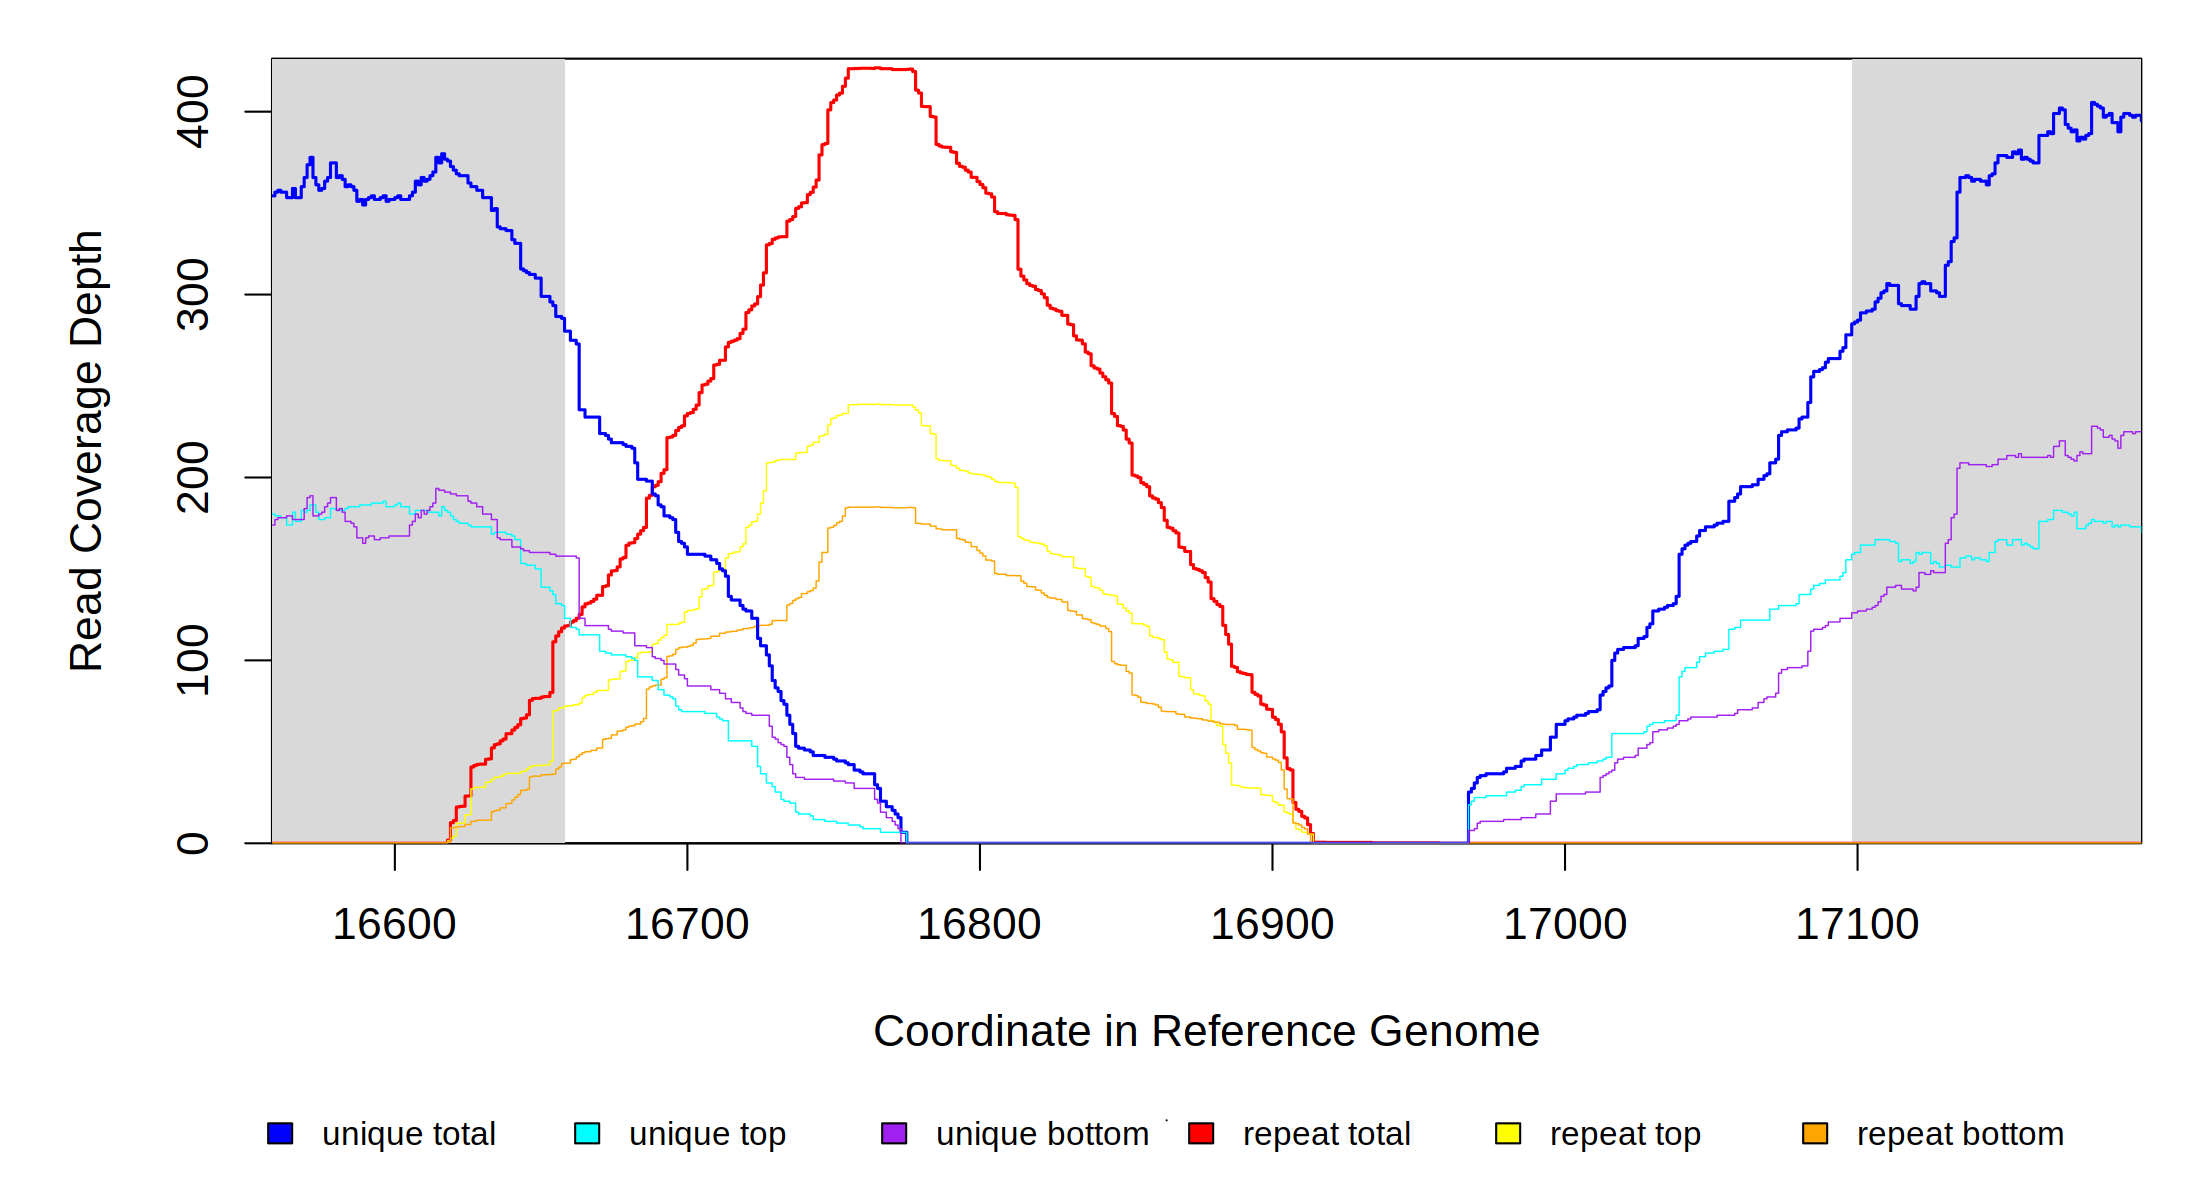 400
300
200
100
0
Read Coverage Depth
16600 16700 16800 16900 17000 17100
Coordinate in Reference Genome
unique total unique top unique bottom repeat total repeat top repeat bottom